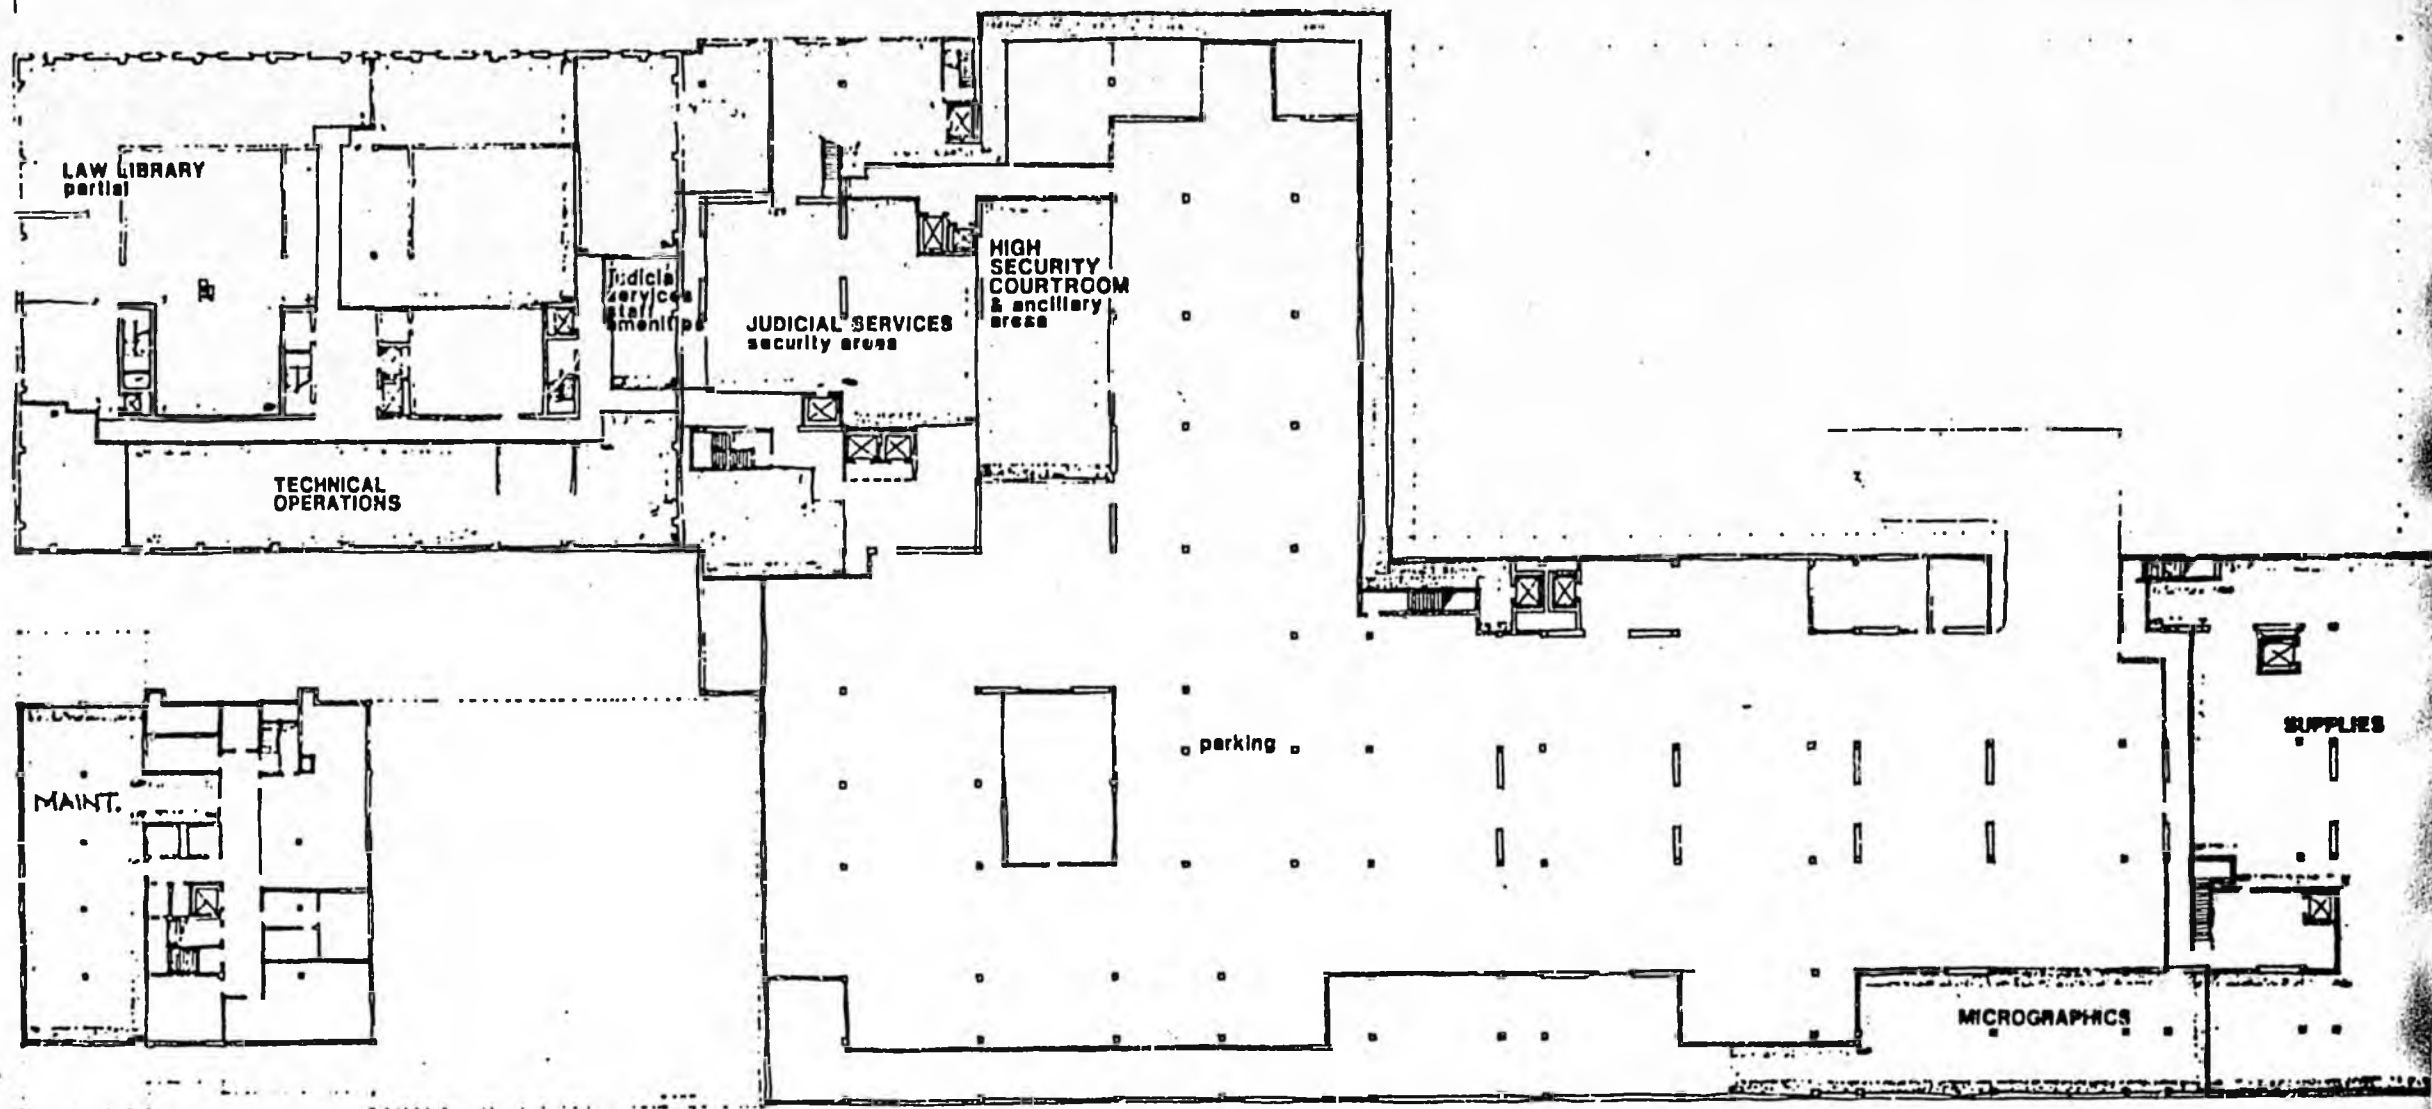 LAW LIBRARY
partial
HIGH
SECURITY
COURTROOM
& ancillary
areas
Judicial
services
staff
amenities
JUDICIAL SERVICES
security areas
TECHNICAL
OPERATIONS
SUPPLIES
parking
MAINT.
MICROGRAPHICS